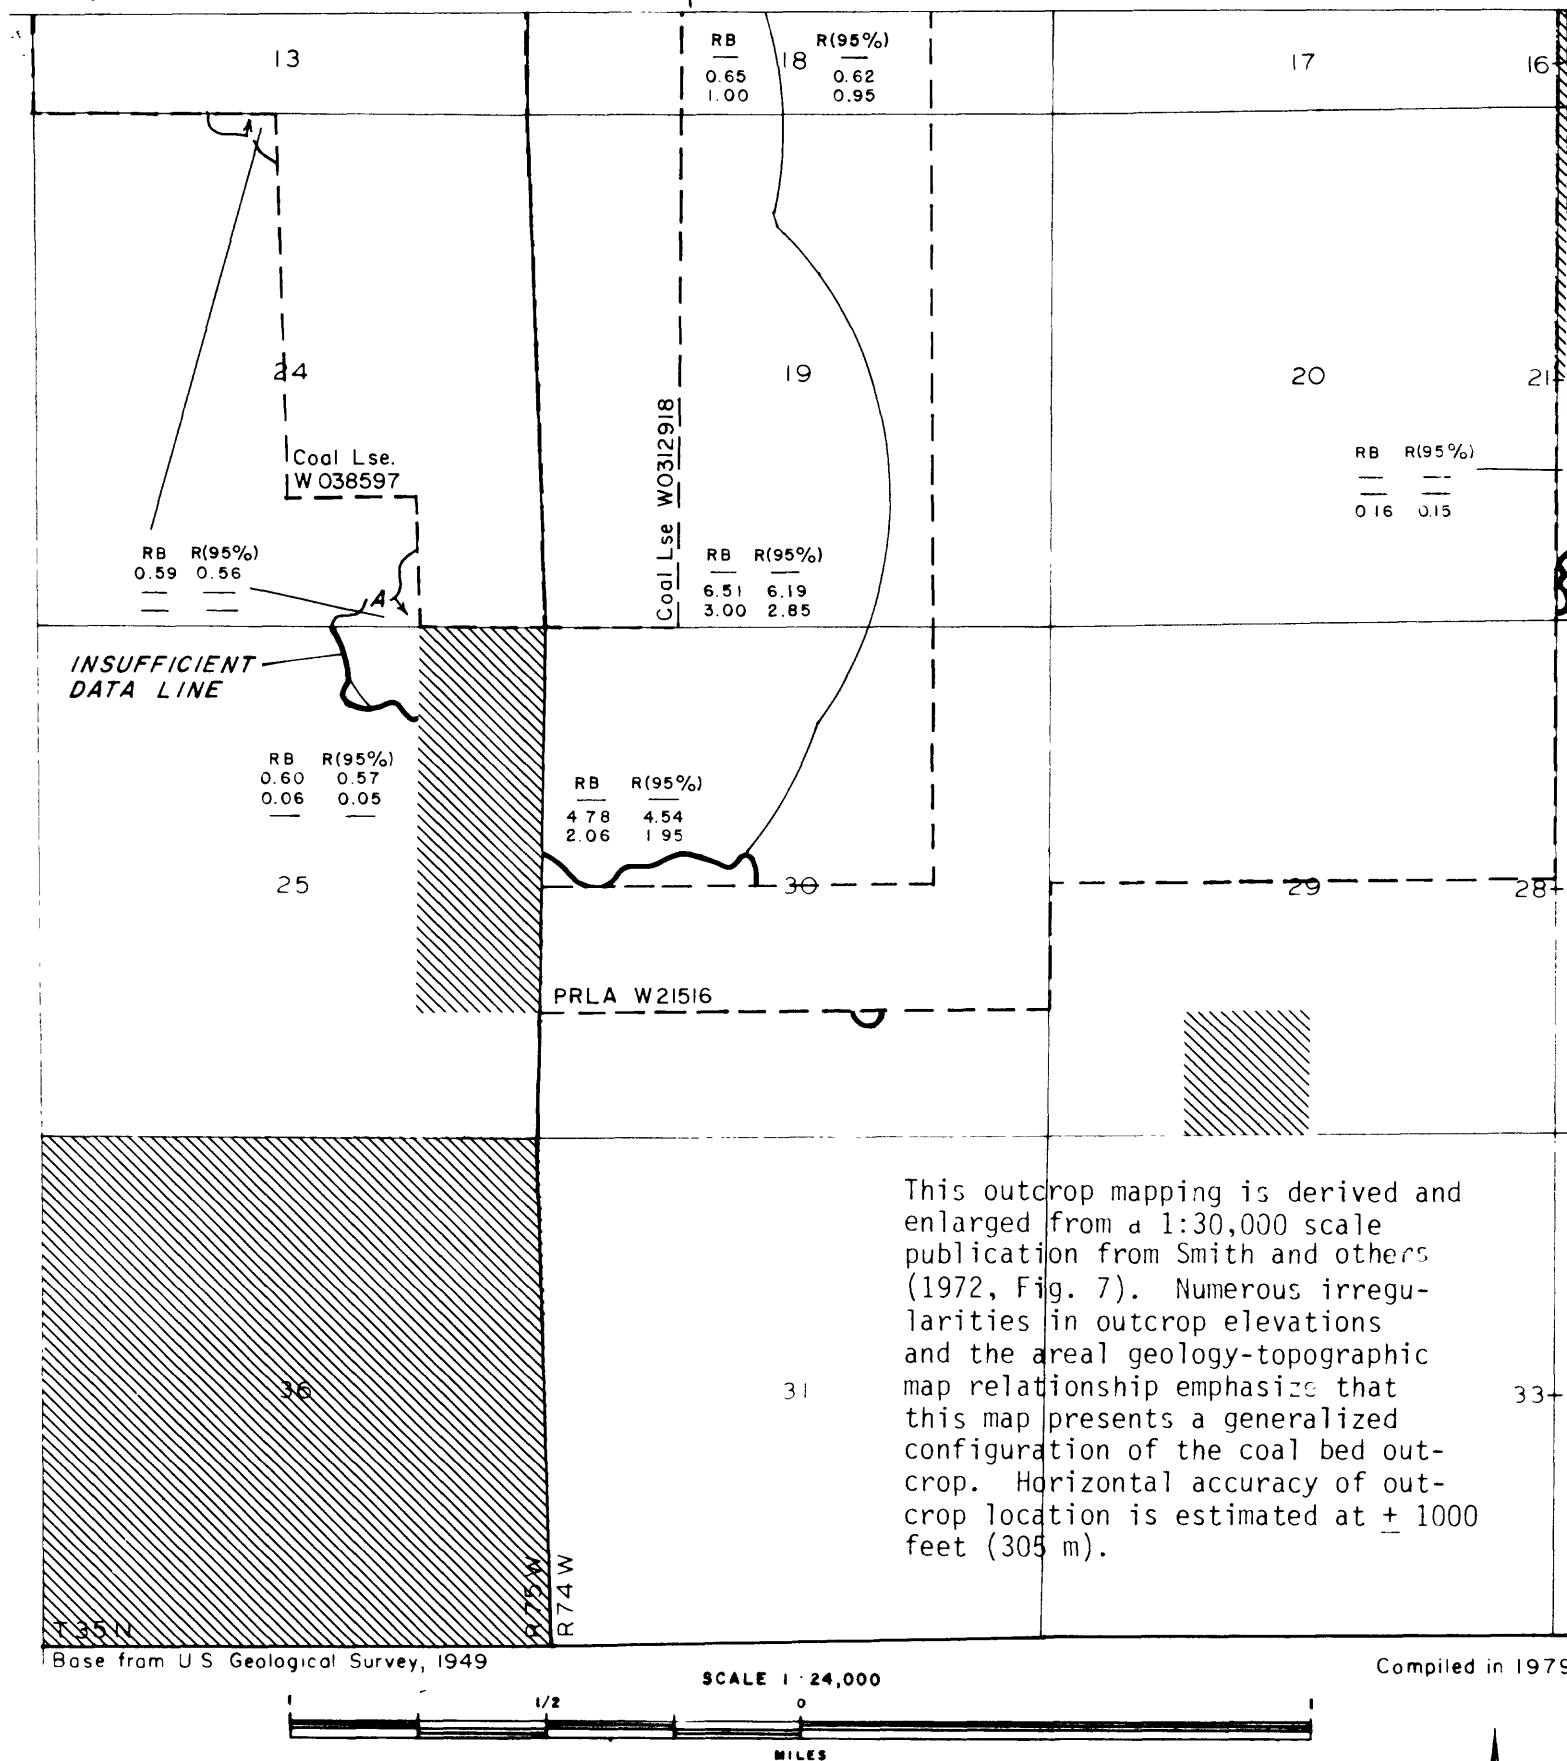 13
18
17
16
RB R(95%)
— —
0.65 0.62
1.00 0.95
24
19
20
21
Coal Lse.
W 038597
Coal Lse W0312918
RB R(95%)
— —
— —
0.16 0.15
RB R(95%)
0.59 0.56
— —
— —
A
RB R(95%)
— —
6.51 6.19
3.00 2.85
INSUFFICIENT
DATA LINE
RB R(95%)
0.60 0.57
0.06 0.05
— —
RB R(95%)
— —
4 78 4.54
2.06 1 95
25
30
29
28
PRLA W21516
This outcrop mapping is derived and
enlarged from a 1:30,000 scale
publication from Smith and others
(1972, Fig. 7). Numerous irregu-
larities in outcrop elevations
and the areal geology-topographic
map relationship emphasize that
this map presents a generalized
configuration of the coal bed out-
crop. Horizontal accuracy of out-
crop location is estimated at ± 1000
feet (305 m).
36
31
33
R75W
R74W
T35N
Base from U S Geological Survey, 1949
SCALE 1 : 24,000
Compiled in 1979
1 1/2 0 1
MILES